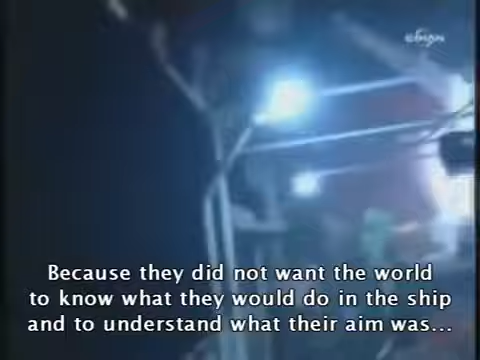 Because they did not want the world
to know what they would do in the ship
and to understand what their aim was...